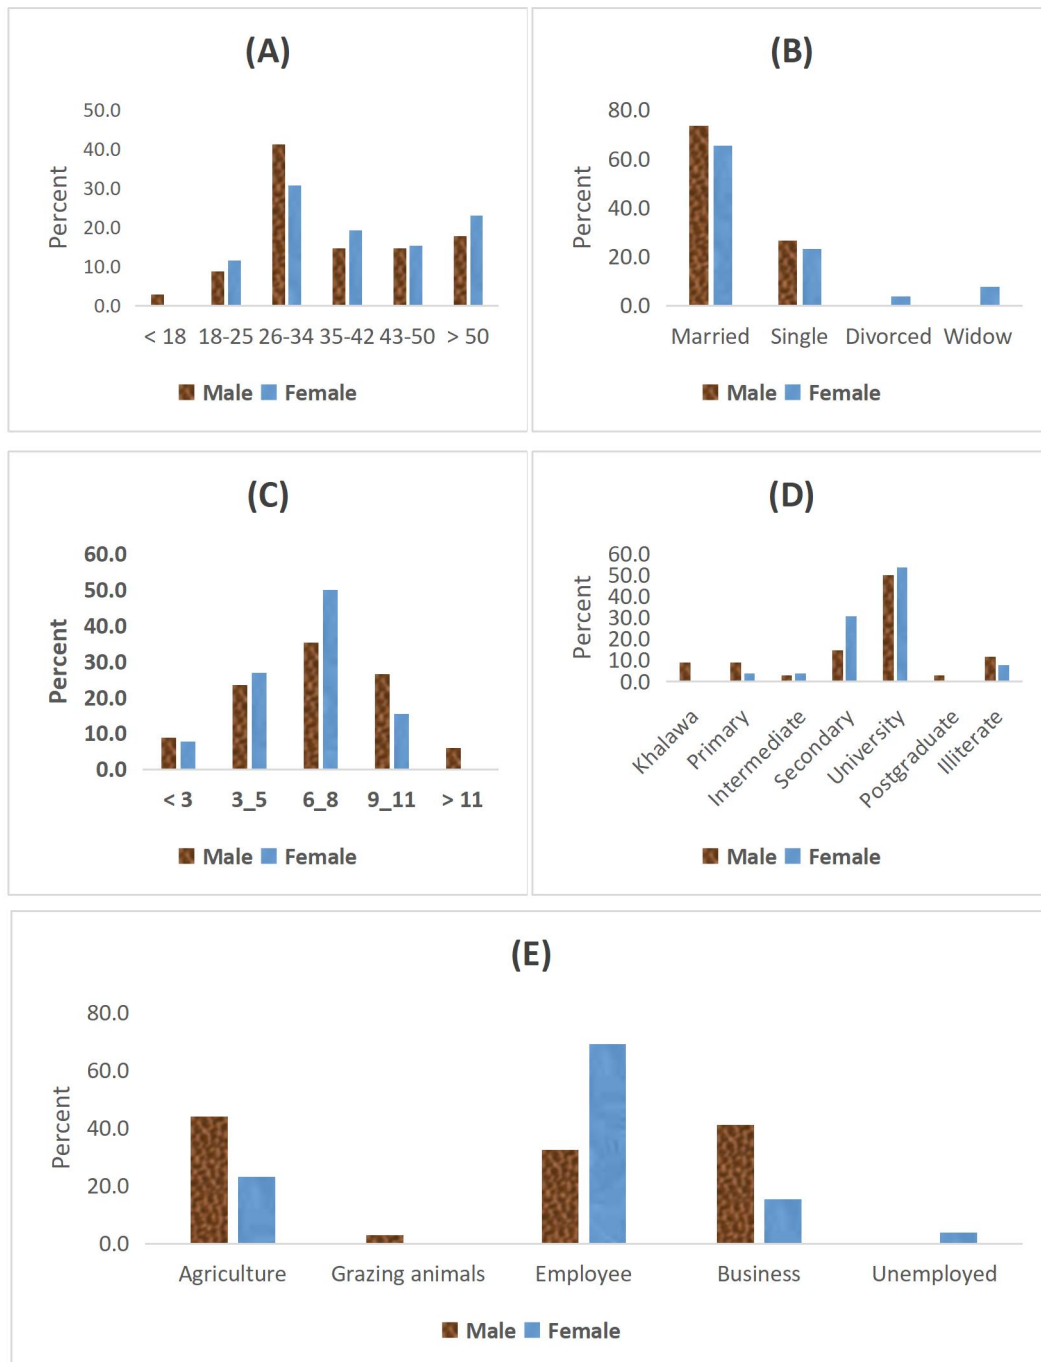 (A)
50.0
40.0
30.0
20.0
10.0
0.0
Percent
< 18 18-25 26-34 35-42 43-50 > 50
Male Female
(B)
80.0
60.0
40.0
20.0
0.0
Percent
Married Single Divorced Widow
Male Female
(C)
60.0
50.0
40.0
30.0
20.0
10.0
0.0
Percent
< 3 3_5 6_8 9_11 > 11
Male Female
(D)
60.0
50.0
40.0
30.0
20.0
10.0
0.0
Percent
Khalawa Primary Intermediate Secondary University Postgraduate Illiterate
Male Female
(E)
80.0
60.0
40.0
20.0
0.0
Percent
Agriculture Grazing animals Employee Business Unemployed
Male Female